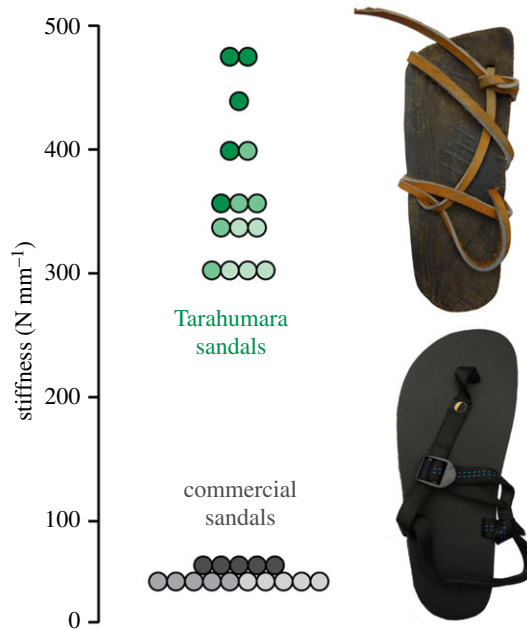 500
400
300
200
100
0
stiffness (N mm⁻¹)
Tarahumara
sandals
commercial
sandals